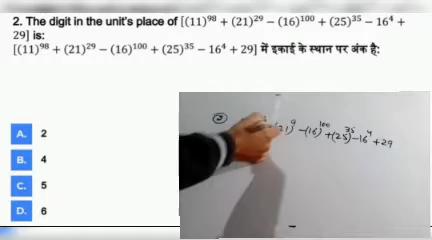 2. The digit in the unit's place of [(11)⁹⁸ + (21)²⁹ − (16)¹⁰⁰ + (25)³⁵ − 16⁴ +
29] is:
[(11)⁹⁸ + (21)²⁹ − (16)¹⁰⁰ + (25)³⁵ − 16⁴ + 29] में इकाई के स्थान पर अंक है:
A. 2
B. 4
C. 5
D. 6
② 21)⁹ −(16)¹⁰⁰ +(25)³⁵ −16⁴ +29